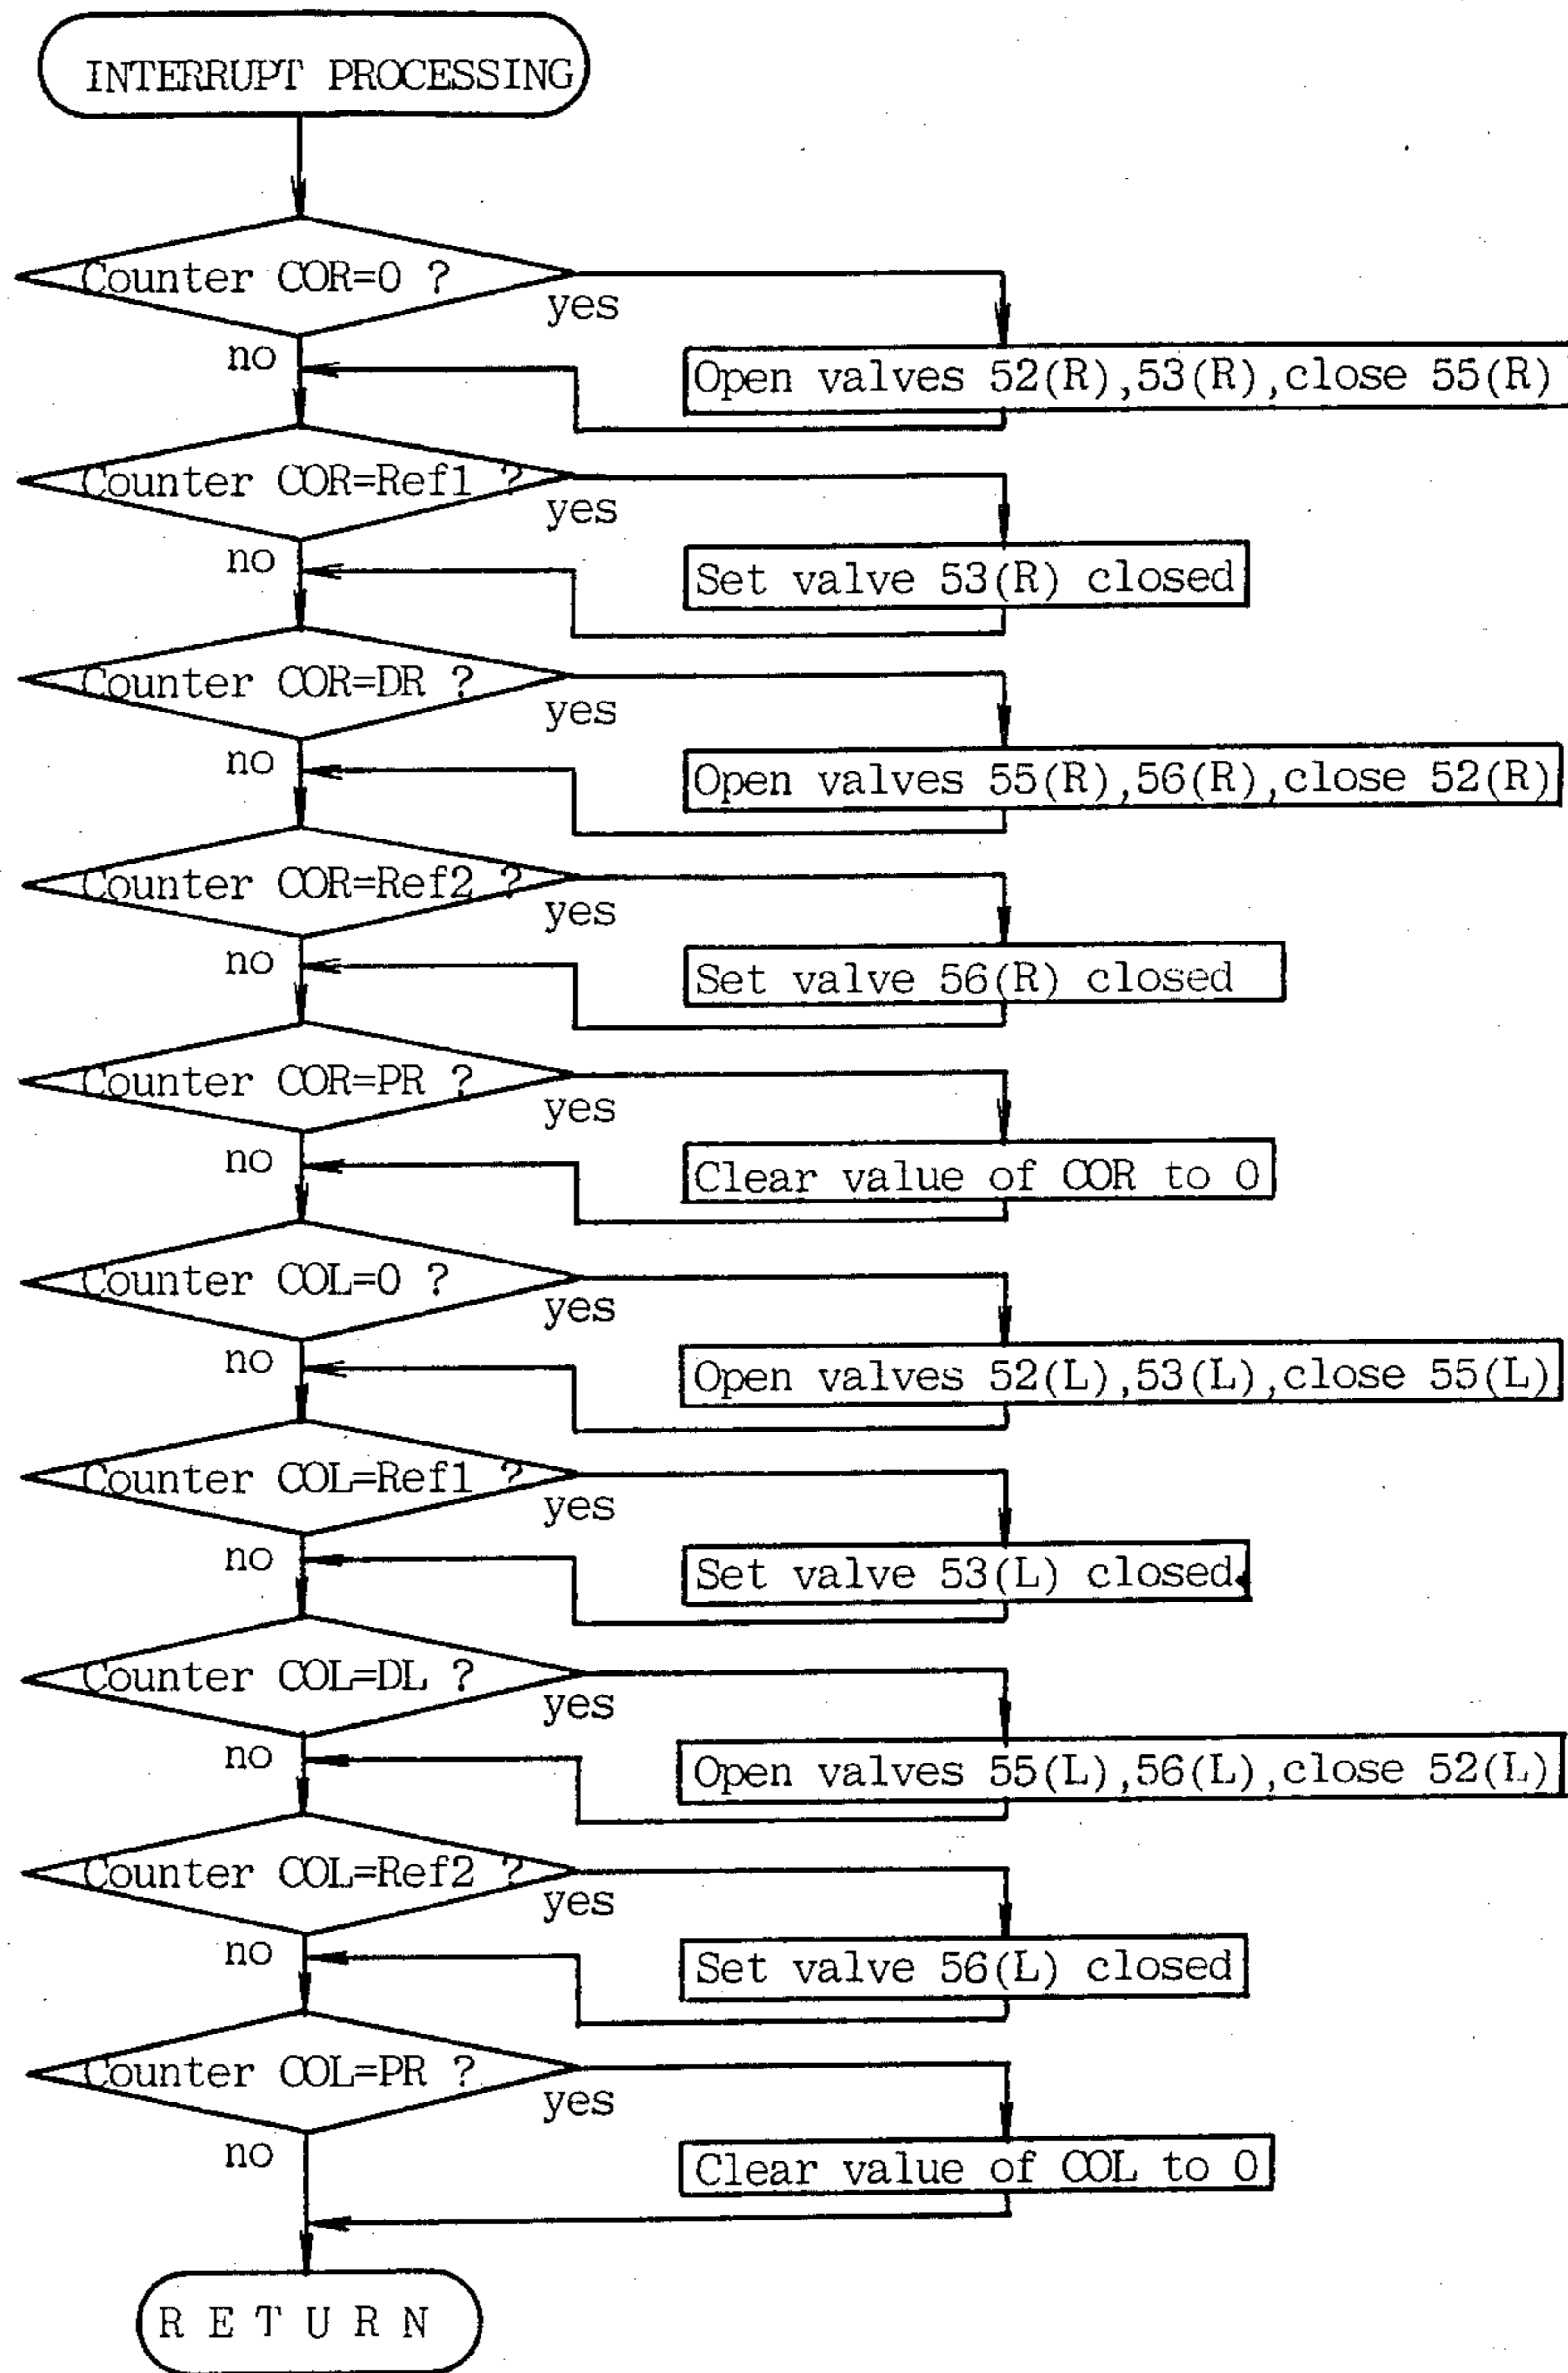 INTERRUPT PROCESSING
Counter COR=0 ?
yes
no
Open valves 52(R),53(R),close 55(R)
Counter COR=Ref1 ?
yes
no
Set valve 53(R) closed
Counter COR=DR ?
yes
no
Open valves 55(R),56(R),close 52(R)
Counter COR=Ref2 ?
yes
no
Set valve 56(R) closed
Counter COR=PR ?
yes
no
Clear value of COR to 0
Counter COL=0 ?
yes
no
Open valves 52(L),53(L),close 55(L)
Counter COL=Ref1 ?
yes
no
Set valve 53(L) closed
Counter COL=DL ?
yes
no
Open valves 55(L),56(L),close 52(L)
Counter COL=Ref2 ?
yes
no
Set valve 56(L) closed
Counter COL=PR ?
yes
no
Clear value of COL to 0
R E T U R N